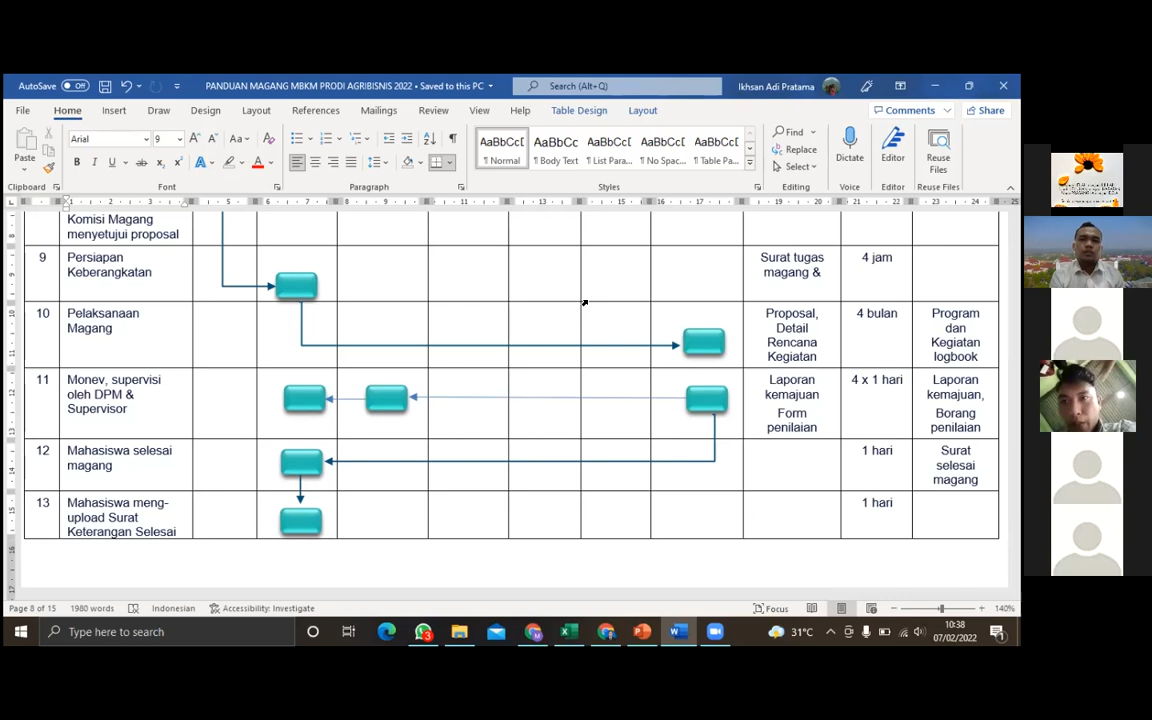 AutoSave Off
PANDUAN MAGANG MBKM PRODI AGRIBISNIS 2022 • Saved to this PC
Search (Alt+Q)
Ikhsan Adi Pratama
File Home Insert Draw Design Layout References Mailings Review View Help Table Design Layout
Comments Share
Paste
Arial 9
AaBbCcD AaBbCc AaBbC AaBbC AaBbC
¶ Normal ¶ Body Text ¶ List Para... ¶ No Spac... ¶ Table Pa...
Find
Replace
Select
Dictate
Editor
Reuse
Files
Clipboard Font Paragraph Styles Editing Voice Editor Reuse Files
Komisi Magang
menyetujui proposal
9 Persiapan
Keberangkatan
Surat tugas
magang &
4 jam
10 Pelaksanaan
Magang
Proposal,
Detail
Rencana
Kegiatan
4 bulan
Program
dan
Kegiatan
logbook
11 Monev, supervisi
oleh DPM &
Supervisor
Laporan
kemajuan
Form
penilaian
4 x 1 hari
Laporan
kemajuan,
Borang
penilaian
12 Mahasiswa selesai
magang
1 hari
Surat
selesai
magang
13 Mahasiswa meng-
upload Surat
Keterangan Selesai
1 hari
Page 8 of 15 1980 words Indonesian Accessibility: Investigate
Focus
140%
Type here to search
31°C
10:38
07/02/2022